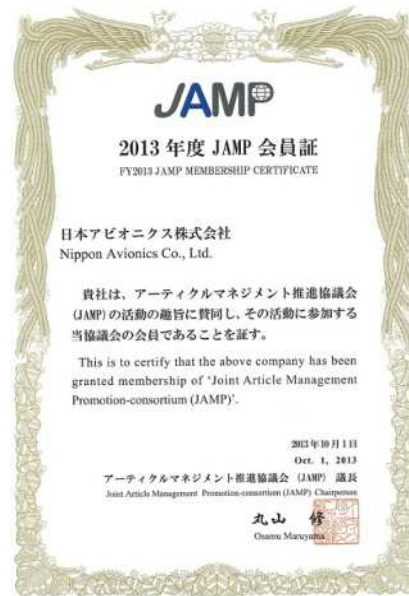 JAMP
2013 年度 JAMP 会員証
FY2013 JAMP MEMBERSHIP CERTIFICATE
日本アビオニクス株式会社
Nippon Avionics Co., Ltd.
貴社は、アーティクルマネジメント推進協議会
(JAMP)の活動の趣旨に賛同し、その活動に参加する
当協議会の会員であることを証す。
This is to certify that the above company has been
granted membership of ‘Joint Article Management
Promotion-consortium (JAMP)’.
2013 年 10 月 1 日
Oct. 1, 2013
アーティクルマネジメント推進協議会 (JAMP) 議長
Joint Article Management Promotion-consortium (JAMP) Chairperson
丸山 修
Osamu Maruyama